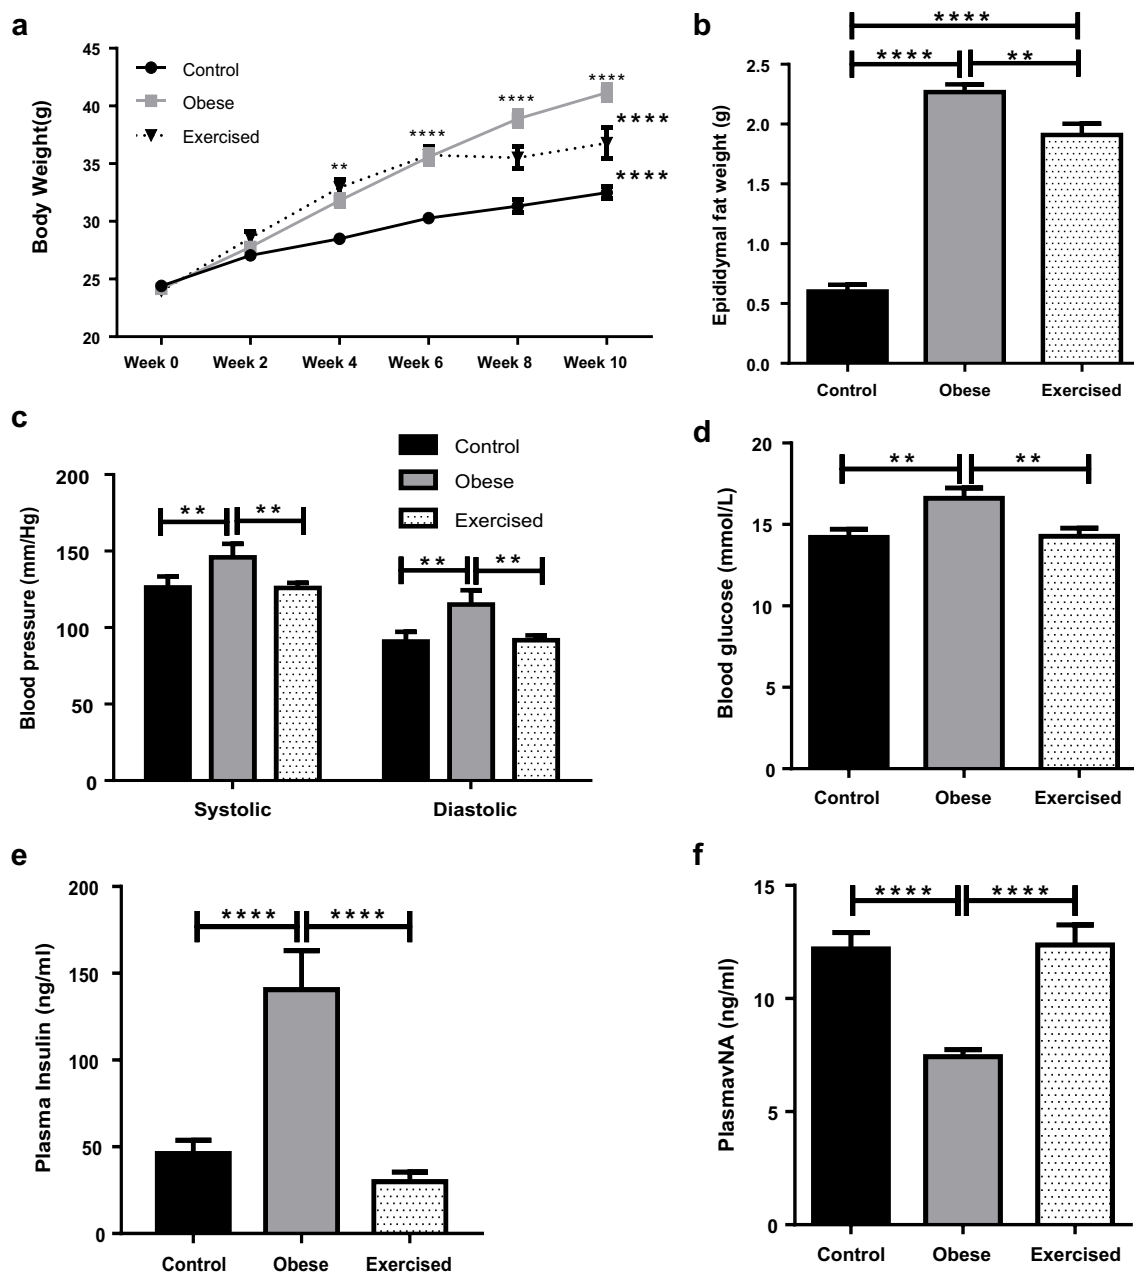 a
45
40
35
30
25
20
Body Weight(g)
Control
Obese
Exercised
**
****
****
****
****
****
Week 0 Week 2 Week 4 Week 6 Week 8 Week 10
b
****
**** **
2.5
2.0
1.5
1.0
0.5
0.0
Epididymal fat weight (g)
Control Obese Exercised
c
Control
Obese
Exercised
200
150
100
50
0
Blood pressure (mm/Hg)
** **
** **
Systolic Diastolic
d
20
15
10
5
0
Blood glucose (mmol/L)
** **
Control Obese Exercised
e
200
150
100
50
0
Plasma Insulin (ng/ml)
**** ****
Control Obese Exercised
f
15
10
5
0
PlasmavNA (ng/ml)
**** ****
Control Obese Exercised